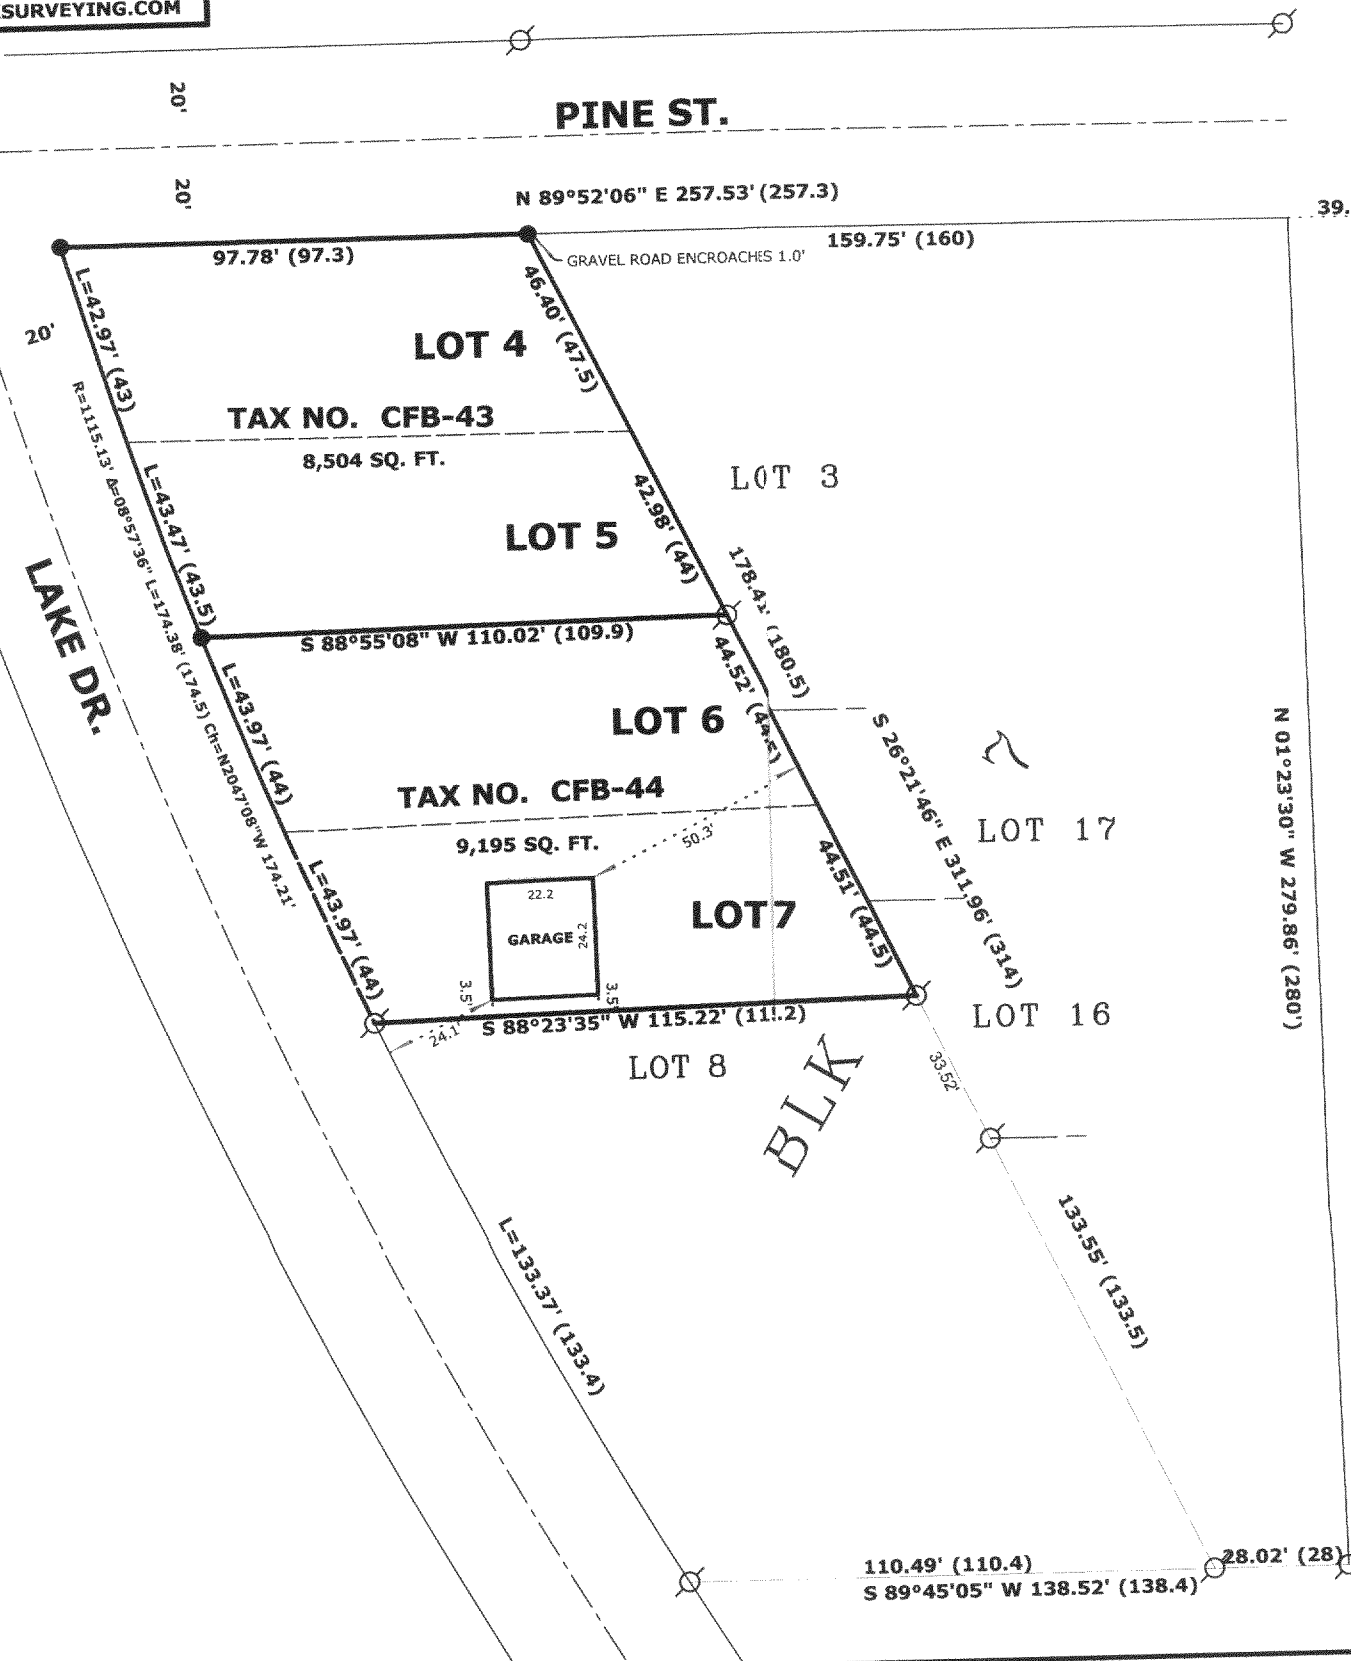 SURVEYING.COM
20'
PINE ST.
20'
N 89°52'06" E 257.53' (257.3)
39.
97.78' (97.3)
159.75' (160)
GRAVEL ROAD ENCROACHES 1.0'
L=42.97' (43)
46.40' (47.5)
20'
LOT 4
R=1115.13' Δ=08°57'36" L=174.38' (174.5) Ch=N2047'08"W 174.21'
TAX NO. CFB-43
8,504 SQ. FT.
LOT 3
L=43.47' (43.5)
42.98' (44)
LOT 5
178.41' (180.5)
LAKE DR.
S 88°55'08" W 110.02' (109.9)
L=43.97' (44)
44.52' (44.5)
LOT 6
S 26°21'46" E 311.96' (314)
N 01°23'30" W 279.86' (280')
7
TAX NO. CFB-44
9,195 SQ. FT.
50.3'
LOT 17
L=43.97' (44)
44.51' (44.5)
22.2
LOT7
GARAGE
24.2
3.5'
3.5'
S 88°23'35" W 115.22' (11!.2)
24.1'
LOT 16
LOT 8
BLK
33.52'
L=133.37' (133.4)
133.55' (133.5)
110.49' (110.4)
28.02' (28)
S 89°45'05" W 138.52' (138.4)